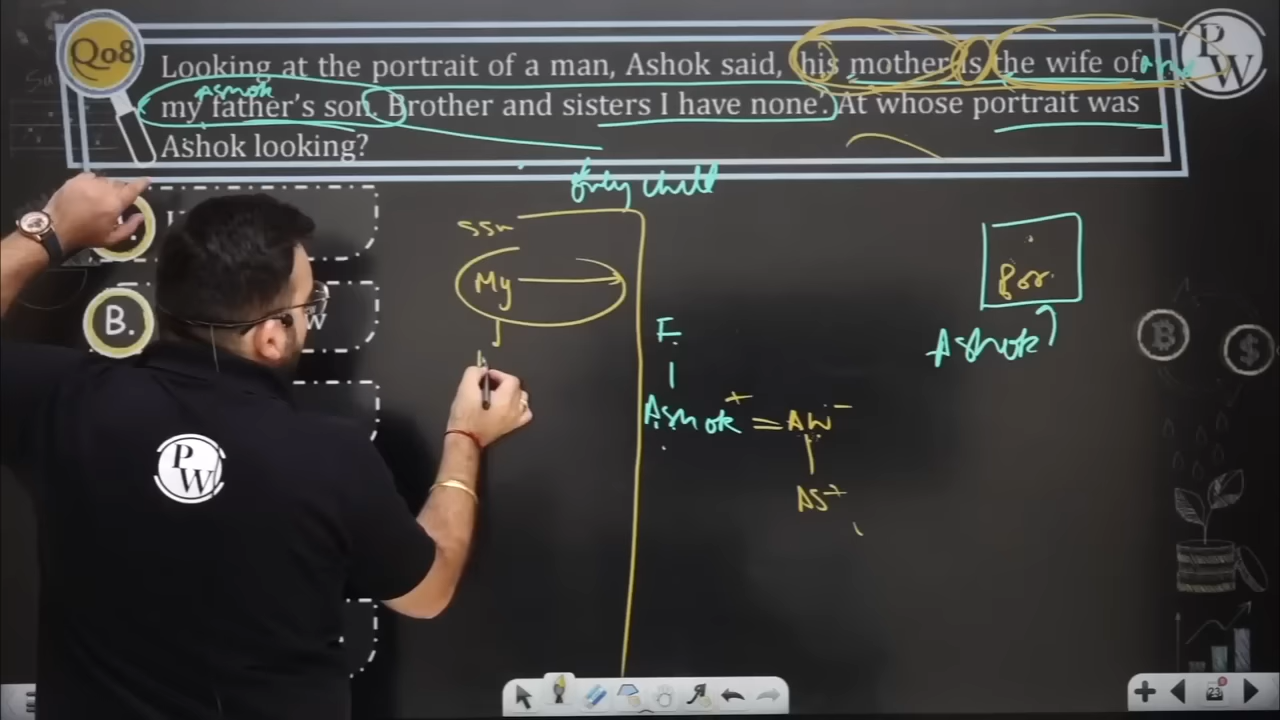 Q08
Looking at the portrait of a man, Ashok said, 'his mother is the wife of
my father's son. Brother and sisters I have none'. At whose portrait was
Ashok looking?
Ashok
only child
B.
w
ssn
My
Por.
Ashok
F
Ashok + = AW -
AS +
P W
P W
23